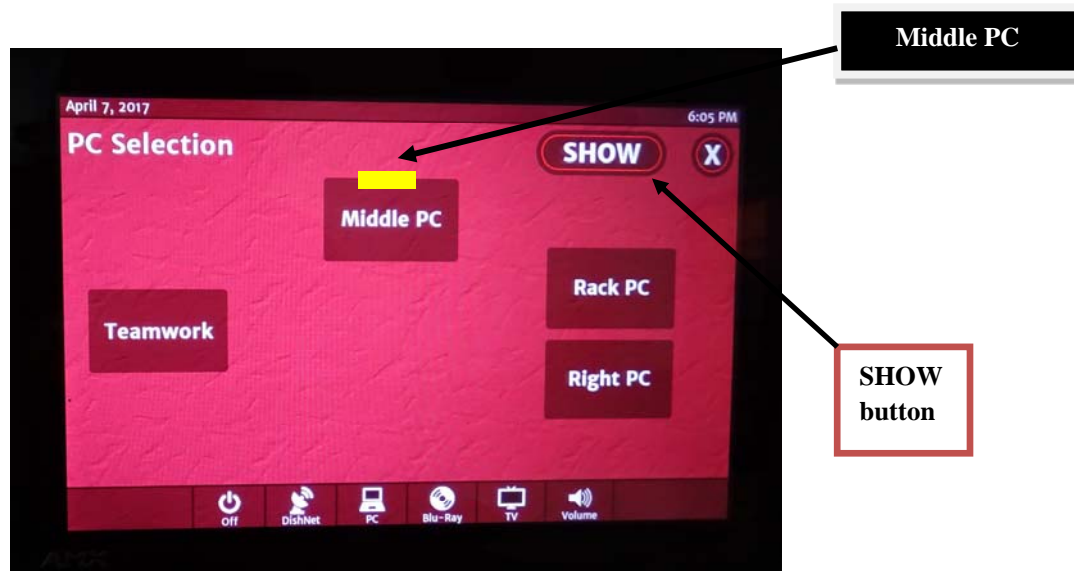 Middle PC
April 7, 2017
6:05 PM
PC Selection
SHOW
X
Middle PC
Rack PC
Teamwork
Right PC
SHOW
button
Off
DishNet
PC
Blu-Ray
TV
Volume
AMX